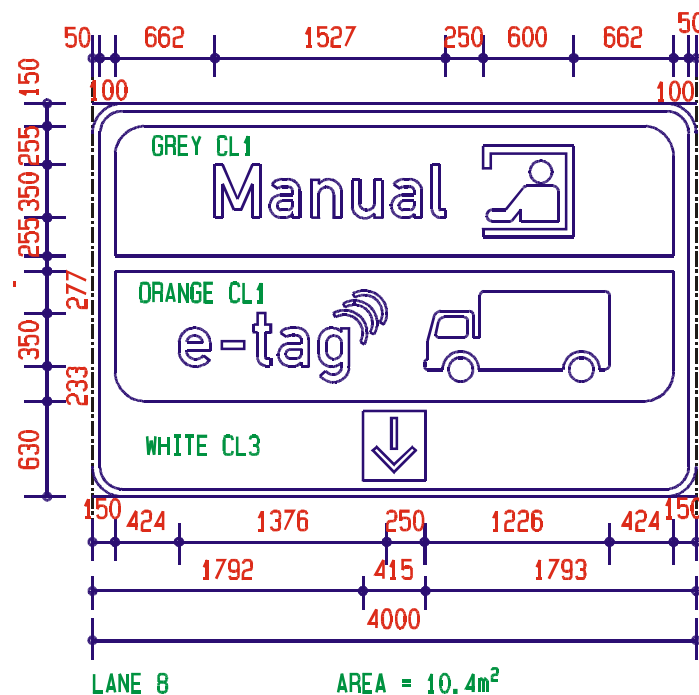 50 662 1527 250 600 662 50
100 100
150
255
350
255
277
350
233
630
GREY CL1
Manual
ORANGE CL1
e-tag
WHITE CL3
150 424 1376 250 1226 424 150
1792 415 1793
4000
LANE 8 AREA = 10.4m²